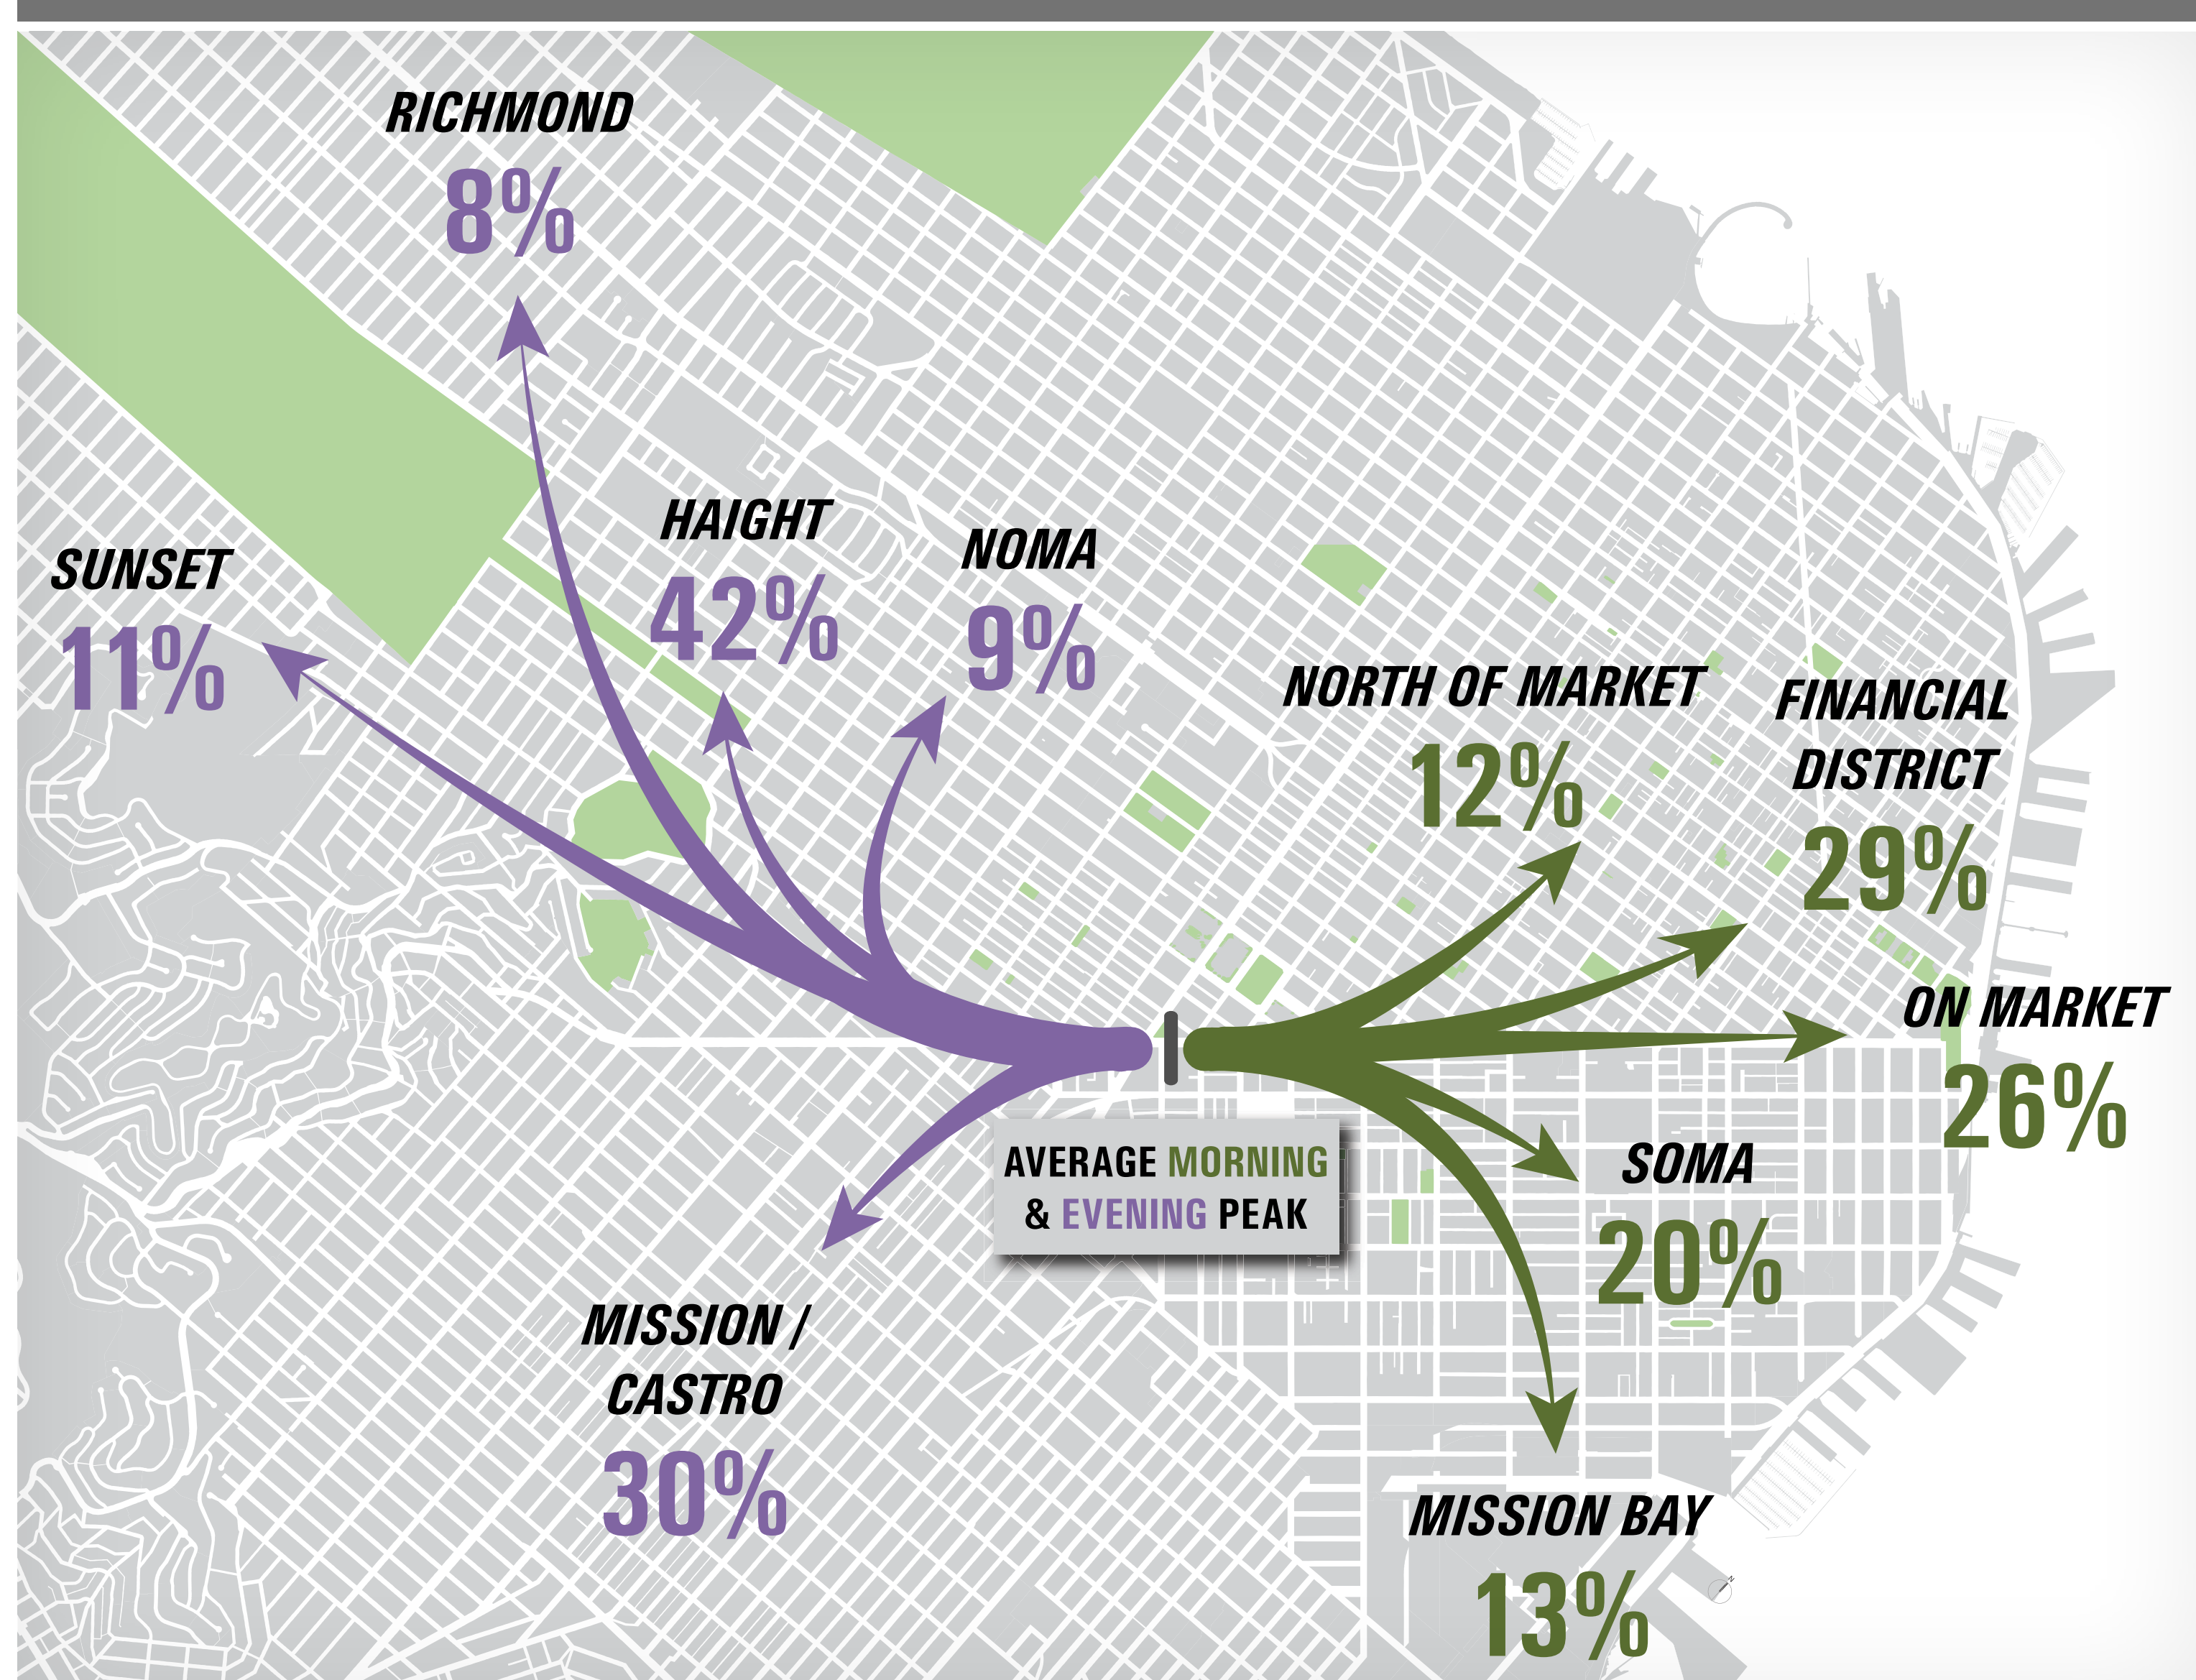 RICHMOND
8%
HAIGHT
42%
NOMA
9%
SUNSET
11%
NORTH OF MARKET
12%
FINANCIAL
DISTRICT
29%
ON MARKET
26%
AVERAGE MORNING
& EVENING PEAK
SOMA
20%
MISSION /
CASTRO
30%
MISSION BAY
13%
N